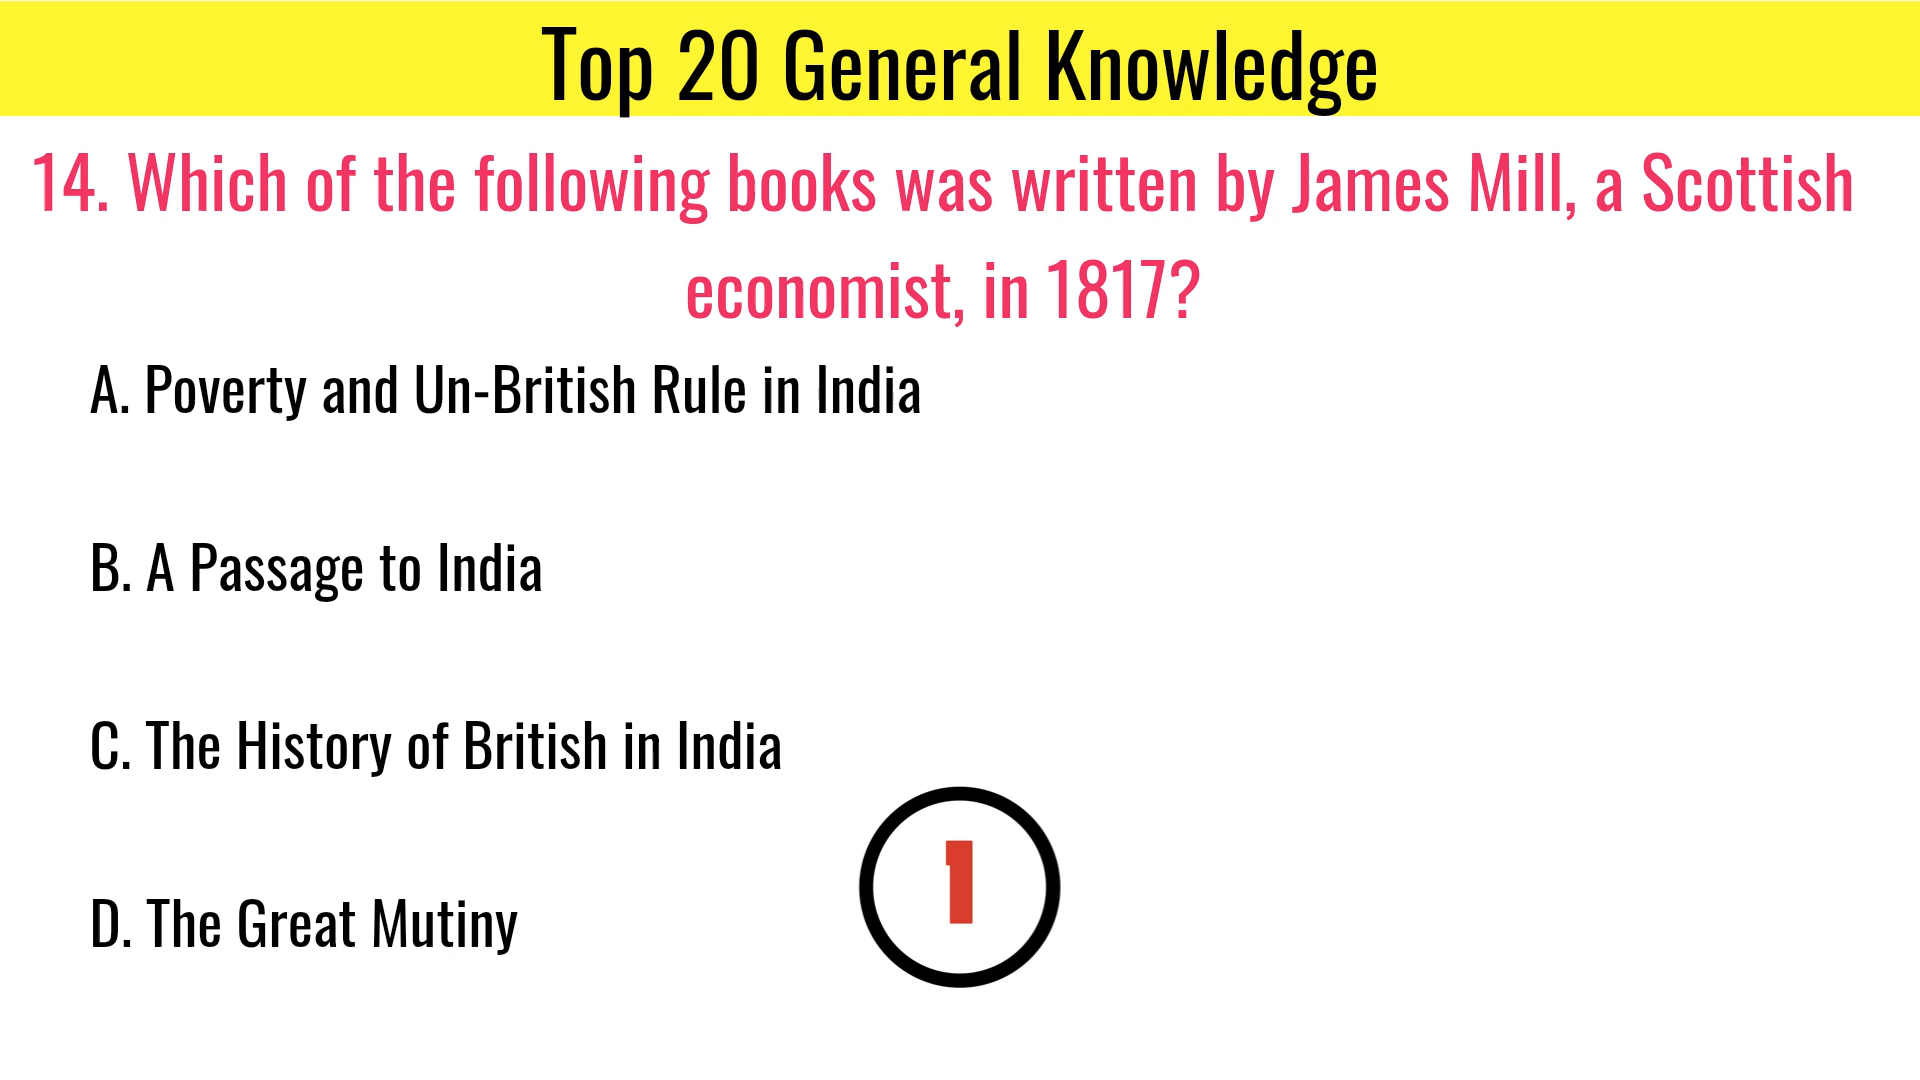 Top 20 General Knowledge
14. Which of the following books was written by James Mill, a Scottish
economist, in 1817?
A. Poverty and Un-British Rule in India
B. A Passage to India
C. The History of British in India
D. The Great Mutiny
1